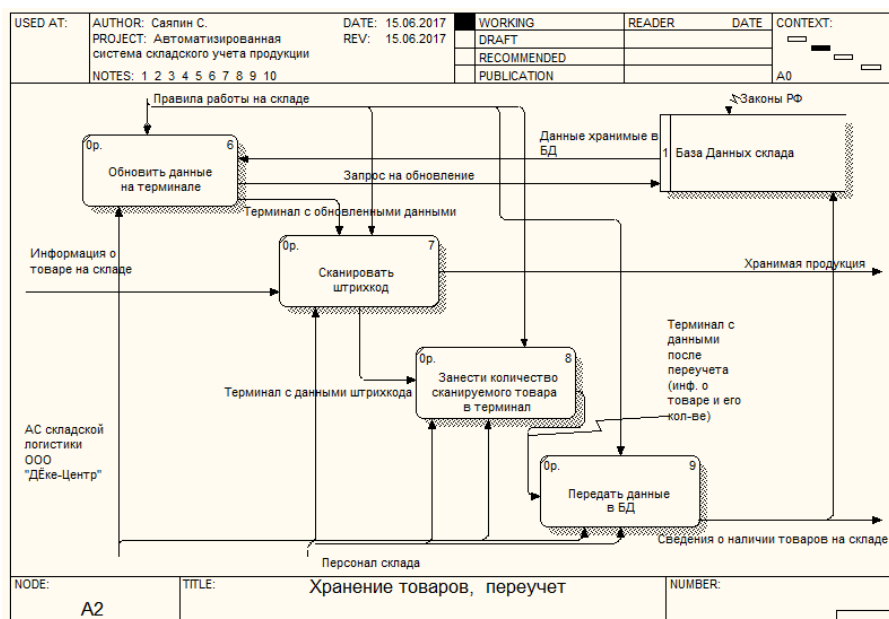 USED AT:
AUTHOR: Саяпин С.
DATE: 15.06.2017
PROJECT: Автоматизированная
REV: 15.06.2017
система складского учета продукции
NOTES: 1 2 3 4 5 6 7 8 9 10
WORKING
DRAFT
RECOMMENDED
PUBLICATION
READER
DATE
CONTEXT:
A0
Правила работы на складе
Законы РФ
0р.
6
Обновить данные
на терминале
Данные хранимые в
БД
1
База Данных склада
Запрос на обновление
Терминал с обновленными данными
0р.
7
Сканировать
штрихкод
Информация о
товаре на складе
Хранимая продукция
0р.
8
Занести количество
сканируемого товара
в терминал
Терминал с данными штрихкода
Терминал с
данными
после
переучета
(инф. о
товаре и его
кол-ве)
АС складской
логистики
ООО
"ДЁке-Центр"
0р.
9
Передать данные
в БД
Сведения о наличии товаров на складе
Персонал склада
NODE:
A2
TITLE:
Хранение товаров, переучет
NUMBER: